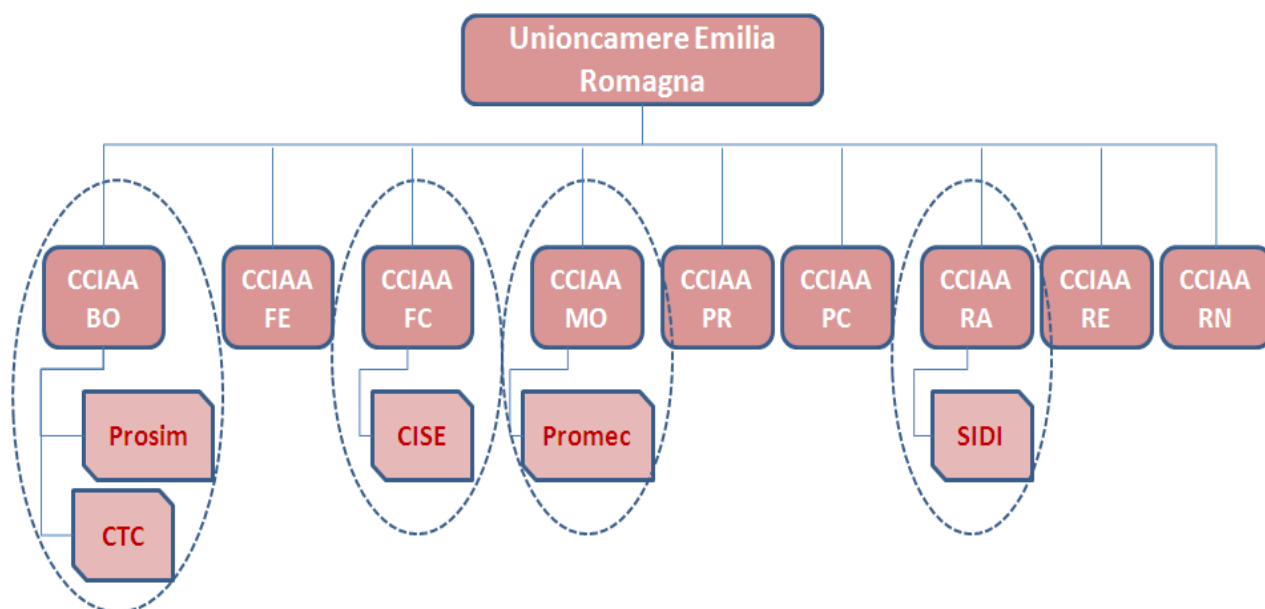 Unioncamere Emilia
Romagna
CCIAA
BO
CCIAA
FE
CCIAA
FC
CCIAA
MO
CCIAA
PR
CCIAA
PC
CCIAA
RA
CCIAA
RE
CCIAA
RN
Prosim
CISE
Promec
SIDI
CTC